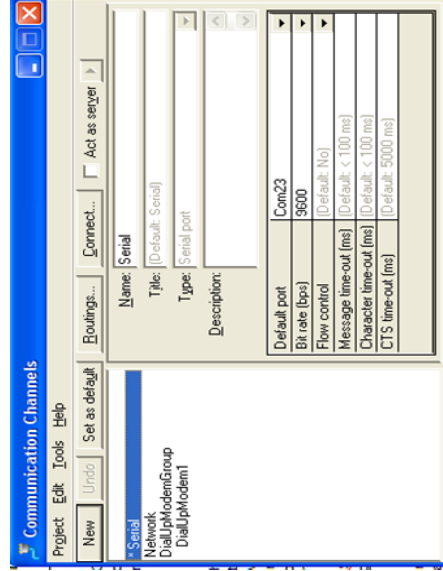 Communication Channels
Project Edit Tools Help
New Undo Set as default Routings... Connect... Act as server
* Serial
Network
DialUpModemGroup
DialUpModem1
Name: Serial
Title: (Default: Serial)
Type: Serial port
Description:
Default port Com23
Bit rate (bps) 9600
Flow control (Default: No)
Message time-out (ms) (Default: < 100 ms)
Character time-out (ms) (Default: < 100 ms)
CTS time-out (ms) (Default: 5000 ms)